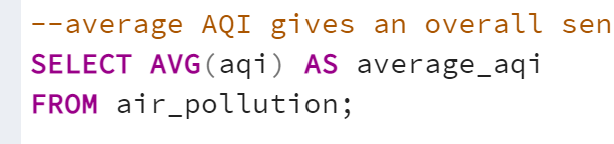 --average AQI gives an overall sen
SELECT AVG(aqi) AS average_aqi
FROM air_pollution;